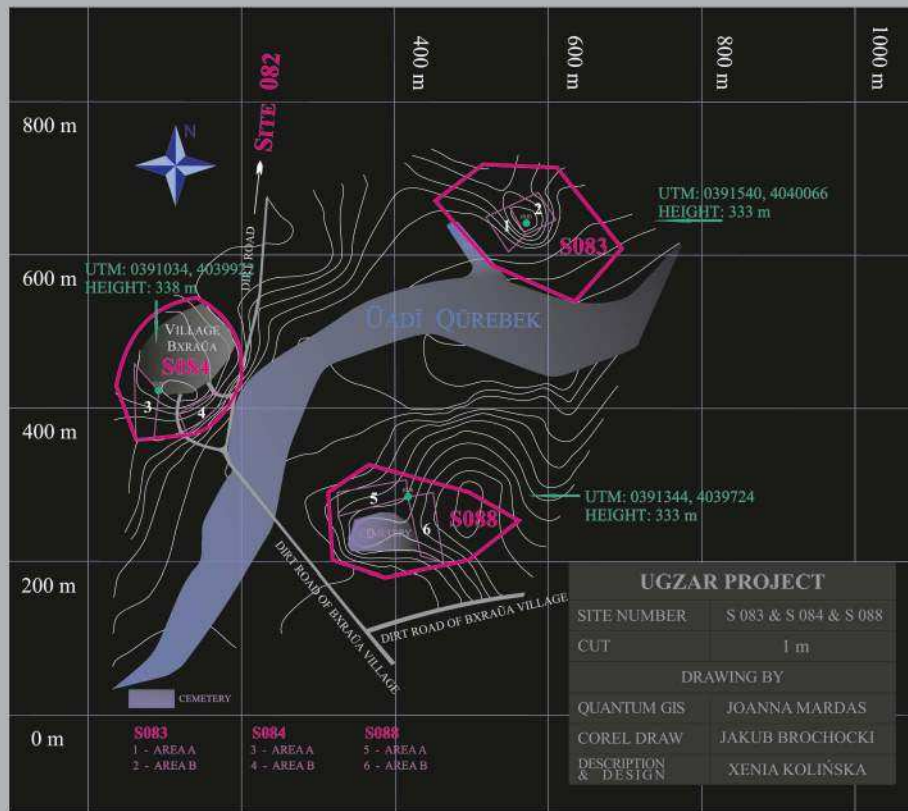 400 m
600 m
800 m
1000 m
800 m
600 m
400 m
200 m
0 m
N
SITE 082
DIRT ROAD
UTM: 0391540, 4040066
HEIGHT: 333 m
1
2
S083
UTM: 0391034, 4039922
HEIGHT: 338 m
VILLAGE
BXRAŪA
S084
3
4
ŪADĪ QŪREBEK
5
6
S088
CEMETERY
UTM: 0391344, 4039724
HEIGHT: 333 m
DIRT ROAD OF BXRAŪA VILLAGE
DIRT ROAD OF BXRAŪA VILLAGE
CEMETERY
S083
1 - AREA A
2 - AREA B
S084
3 - AREA A
4 - AREA B
S088
5 - AREA A
6 - AREA B
UGZAR PROJECT
SITE NUMBER S 083 & S 084 & S 088
CUT 1 m
DRAWING BY
QUANTUM GIS JOANNA MARDAS
COREL DRAW JAKUB BROCHOCKI
DESCRIPTION
& DESIGN XENIA KOLIŃSKA